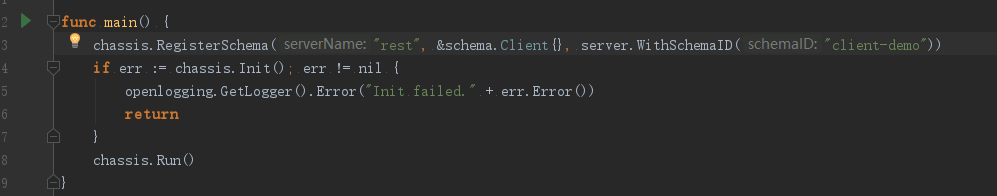 2 func main() {
3 chassis.RegisterSchema( serverName: "rest", &schema.Client{}, server.WithSchemaID( schemaID: "client-demo"))
4 if err := chassis.Init(); err != nil {
5 openlogging.GetLogger().Error("Init failed." + err.Error())
6 return
7 }
8 chassis.Run()
9 }